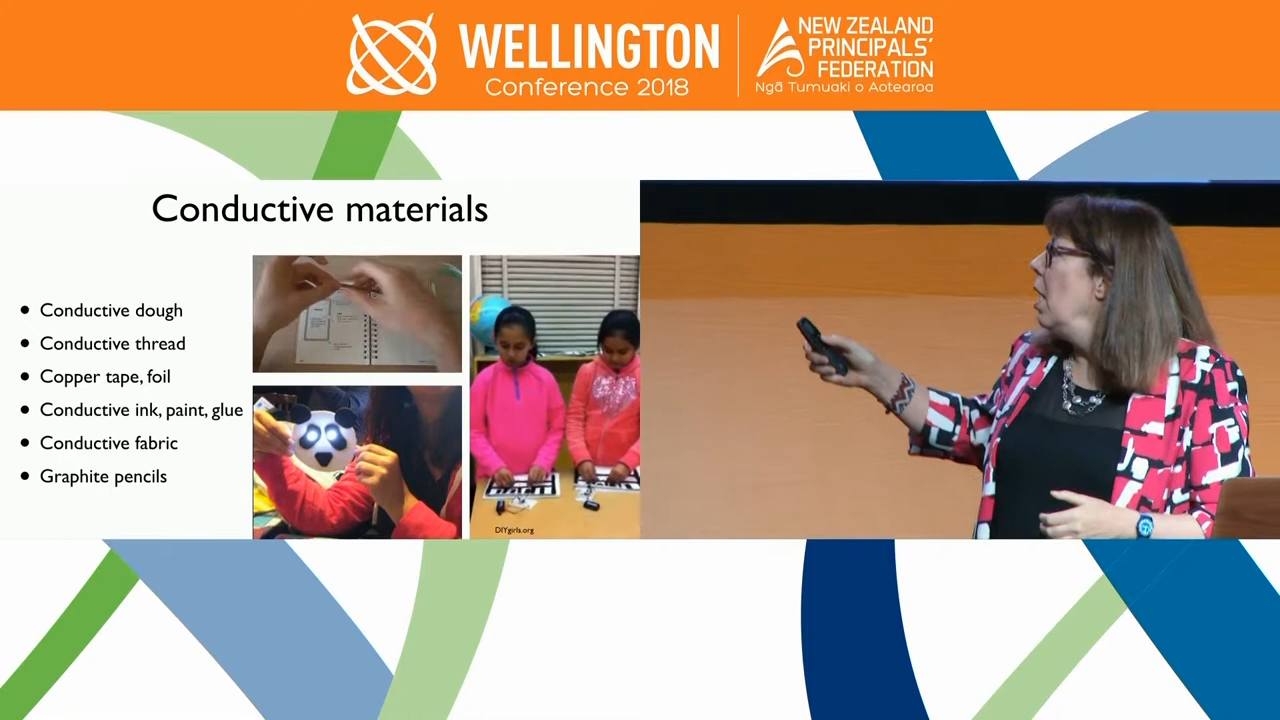 WELLINGTON
Conference 2018
NEW ZEALAND
PRINCIPALS'
FEDERATION
Ngā Tumuaki o Aotearoa
Conductive materials
• Conductive dough
• Conductive thread
• Copper tape, foil
• Conductive ink, paint, glue
• Conductive fabric
• Graphite pencils
DIYgirls.org